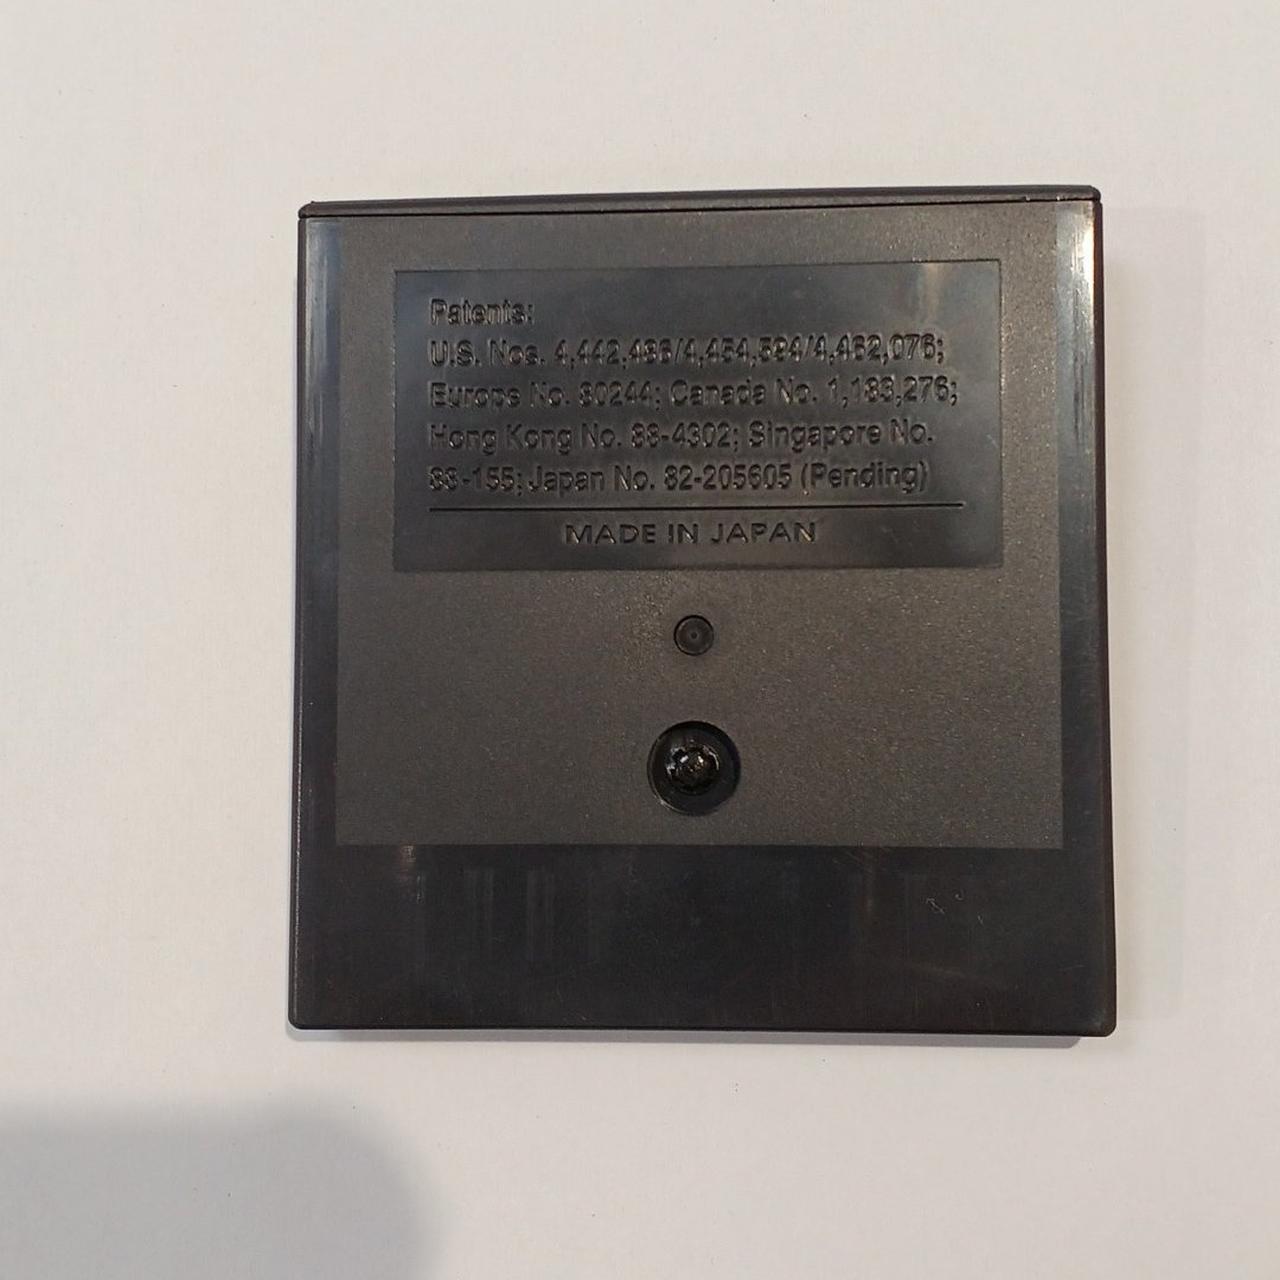 Patents:
U.S. Nos. 4,442,486/4,454,594/4,462,076;
Europe No. 80244; Canada No. 1,183,276;
Hong Kong No. 88-4302; Singapore No.
88-155; Japan No. 82-205605 (Pending)
MADE IN JAPAN